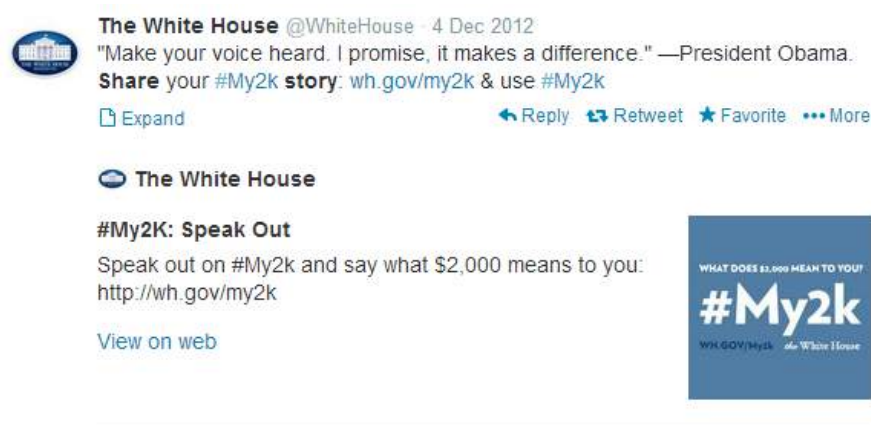 The White House @WhiteHouse · 4 Dec 2012
"Make your voice heard. I promise, it makes a difference." —President Obama.
Share your #My2k story: wh.gov/my2k & use #My2k
Expand
Reply Retweet Favorite More
The White House
#My2K: Speak Out
Speak out on #My2k and say what $2,000 means to you:
http://wh.gov/my2k
View on web
WHAT DOES $2,000 MEAN TO YOU?
#My2k
WH.GOV/My2k the White House